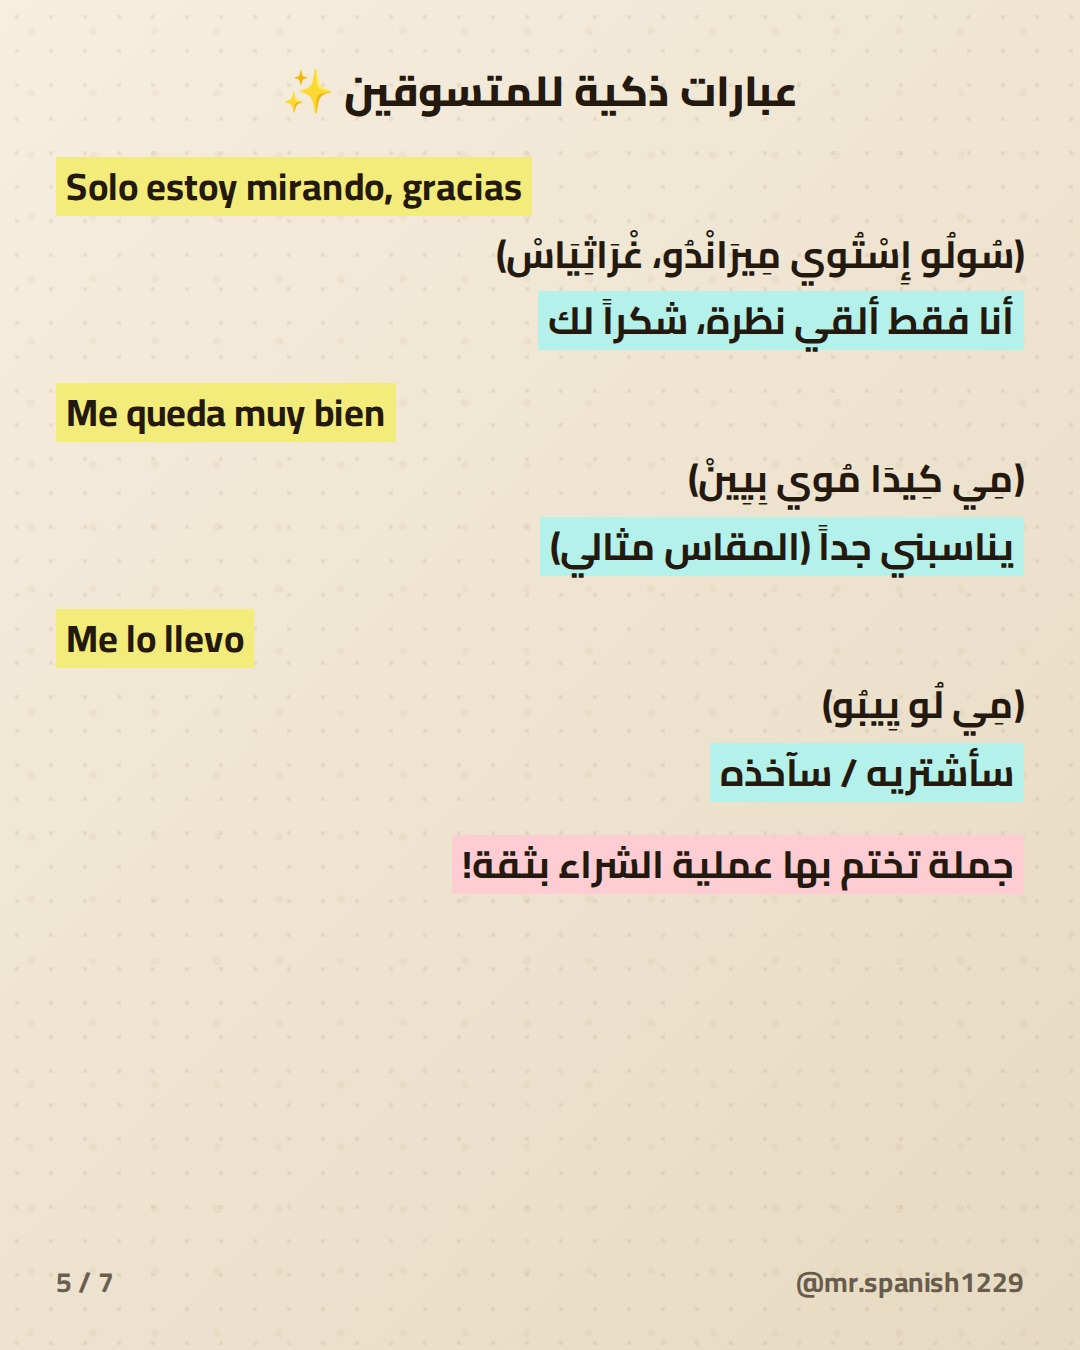 عبارات ذكية للمتسوقين ✨
Solo estoy mirando, gracias
(سُولُو إِسْتُوي مِيرَانْدُو، غْرَاثِيَاسْ)
أنا فقط ألقي نظرة، شكراً لك
Me queda muy bien
(مِي كِيدَا مُوي بِيِينْ)
يناسبني جداً (المقاس مثالي)
Me lo llevo
(مِي لُو يِيبُو)
سأشتريه / سآخذه
جملة تختم بها عملية الشراء بثقة!
5 / 7
@mr.spanish1229